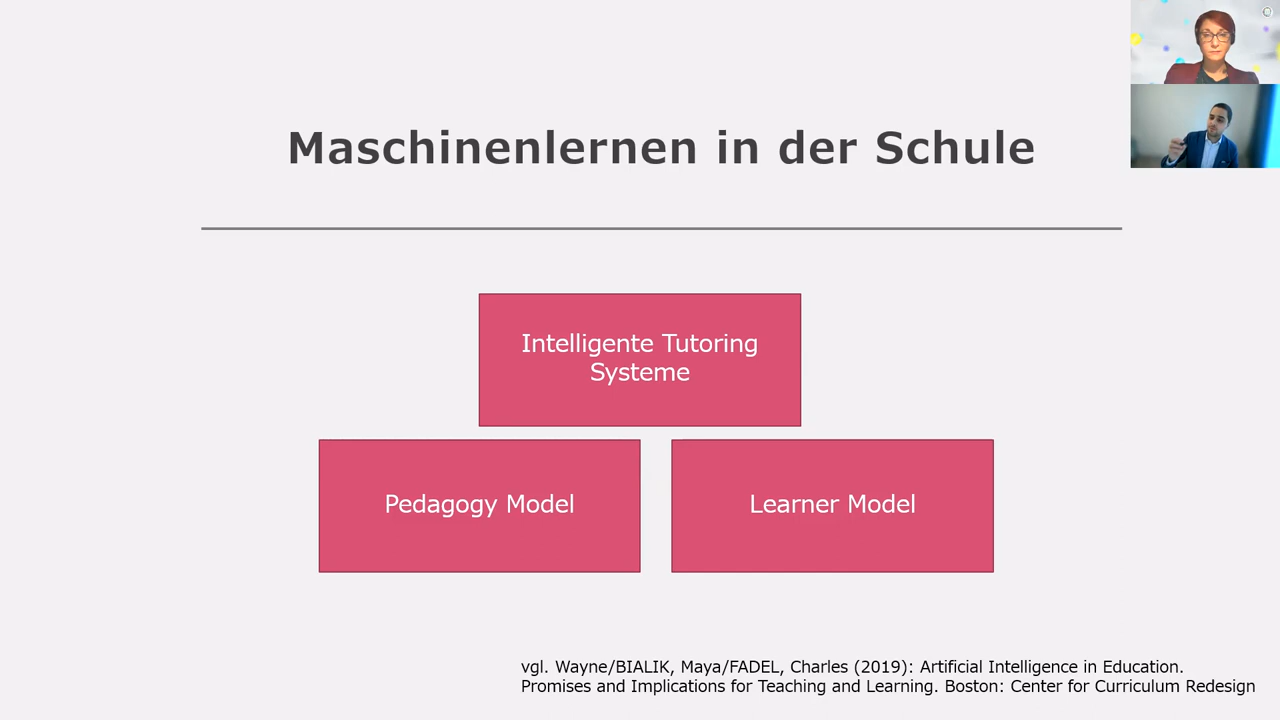 Maschinenlernen in der Schule
Intelligente Tutoring
Systeme
Pedagogy Model
Learner Model
vgl. Wayne/BIALIK, Maya/FADEL, Charles (2019): Artificial Intelligence in Education.
Promises and Implications for Teaching and Learning. Boston: Center for Curriculum Redesign